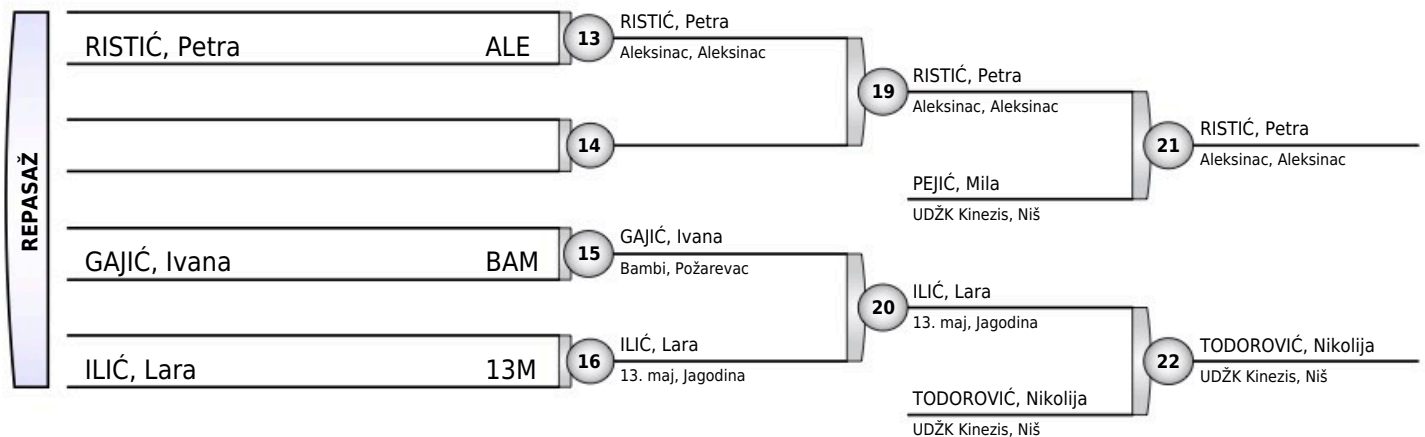 REPASAŽ
RISTIĆ, Petra ALE
13
RISTIĆ, Petra
Aleksinac, Aleksinac
14
19
RISTIĆ, Petra
Aleksinac, Aleksinac
PEJIĆ, Mila
UDŽK Kinezis, Niš
21
RISTIĆ, Petra
Aleksinac, Aleksinac
GAJIĆ, Ivana BAM
15
GAJIĆ, Ivana
Bambi, Požarevac
ILIĆ, Lara 13M
16
ILIĆ, Lara
13. maj, Jagodina
20
ILIĆ, Lara
13. maj, Jagodina
TODOROVIĆ, Nikolija
UDŽK Kinezis, Niš
22
TODOROVIĆ, Nikolija
UDŽK Kinezis, Niš